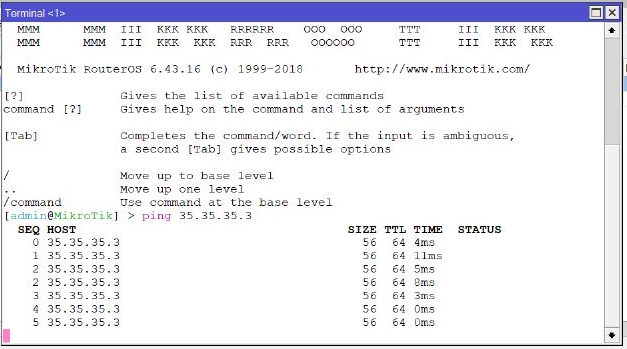 Terminal <1>
MMM MMM III KKK KKK RRRRRR OOO OOO TTT III KKK KKK
MMM MMM III KKK KKK RRR RRR OOOOOO TTT III KKK KKK
MikroTik RouterOS 6.43.16 (c) 1999-2018 http://www.mikrotik.com/
[?] Gives the list of available commands
command [?] Gives help on the command and list of arguments
[Tab] Completes the command/word. If the input is ambiguous,
a second [Tab] gives possible options
/ Move up to base level
.. Move up one level
/command Use command at the base level
[admin@MikroTik] > ping 35.35.35.3
SEQ HOST SIZE TTL TIME STATUS
0 35.35.35.3 56 64 4ms
1 35.35.35.3 56 64 11ms
2 35.35.35.3 56 64 5ms
2 35.35.35.3 56 64 8ms
3 35.35.35.3 56 64 3ms
4 35.35.35.3 56 64 0ms
5 35.35.35.3 56 64 0ms